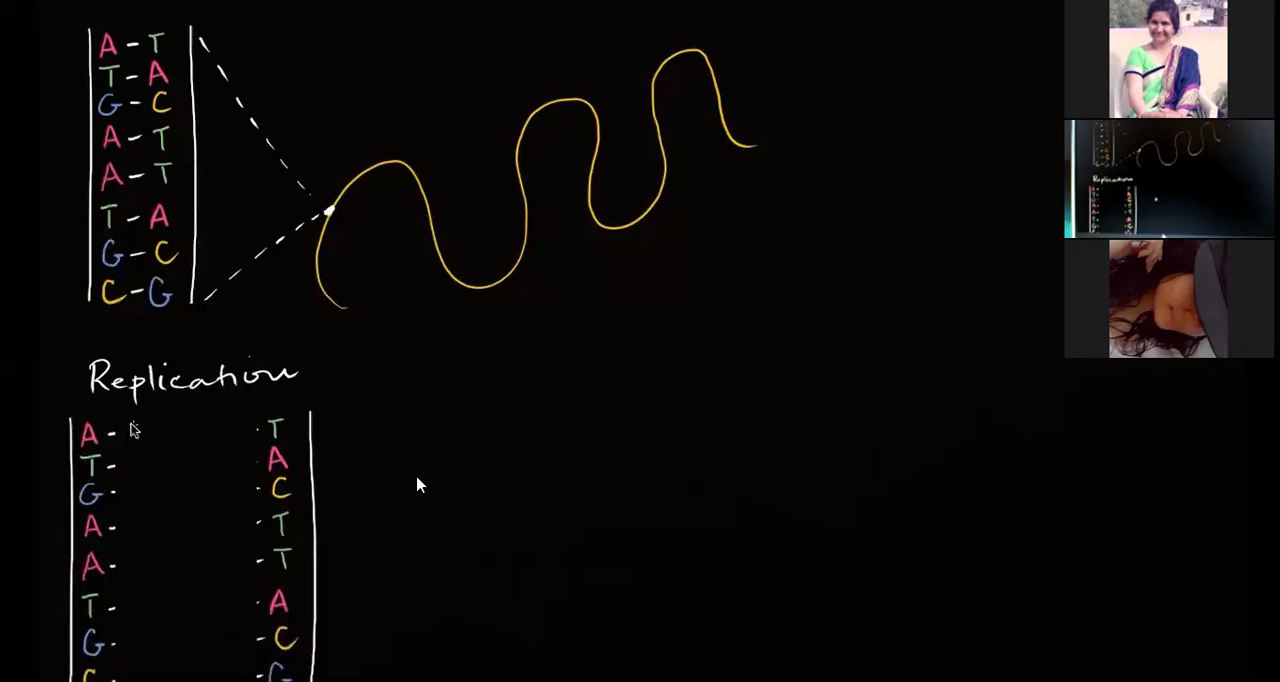 A - T
T - A
G - C
A - T
A - T
T - A
G - C
C - G
Replication
A - - T
T - - A
G - - C
A - - T
A - - T
T - - A
G - - C
C - - G